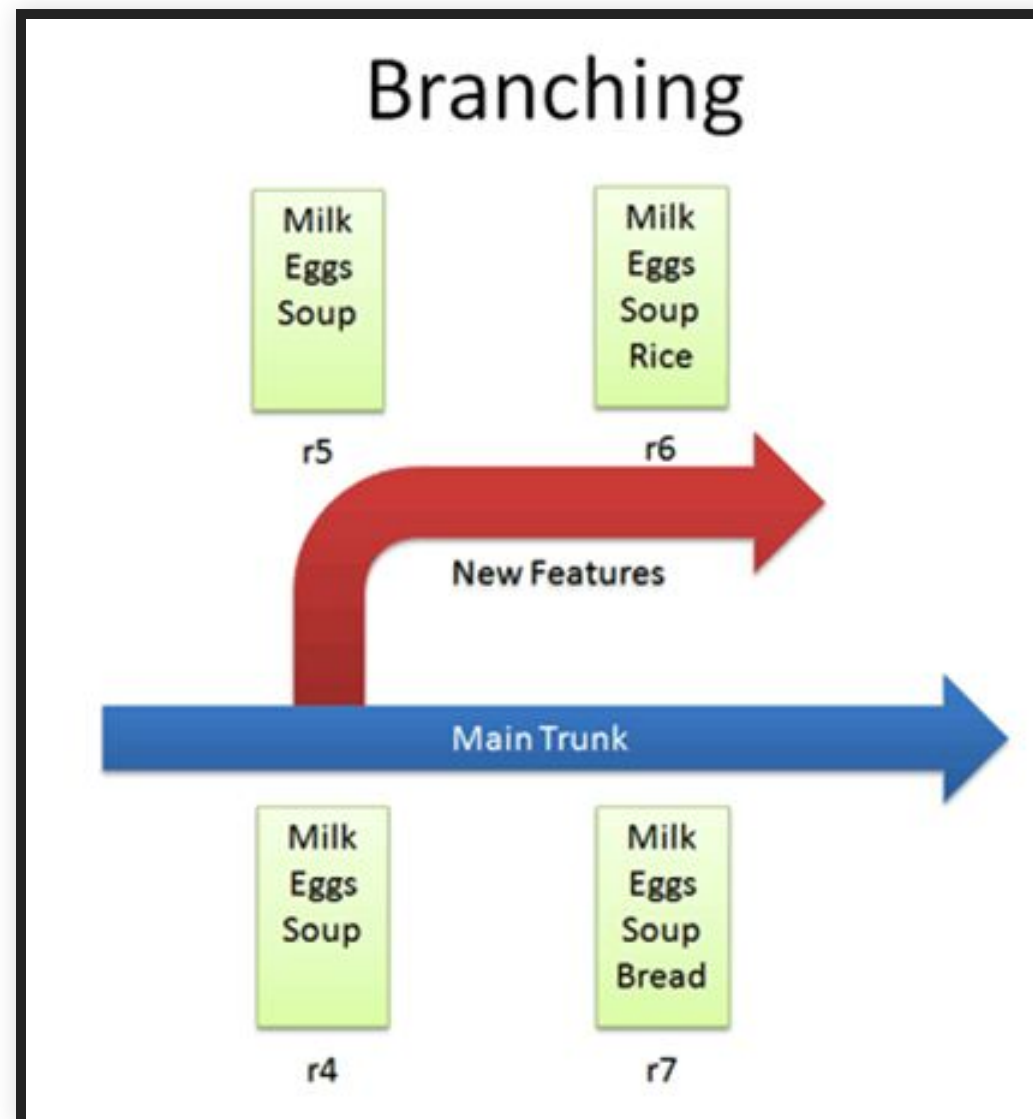 Branching
Milk
Eggs
Soup
r5
Milk
Eggs
Soup
Rice
r6
New Features
Main Trunk
Milk
Eggs
Soup
r4
Milk
Eggs
Soup
Bread
r7